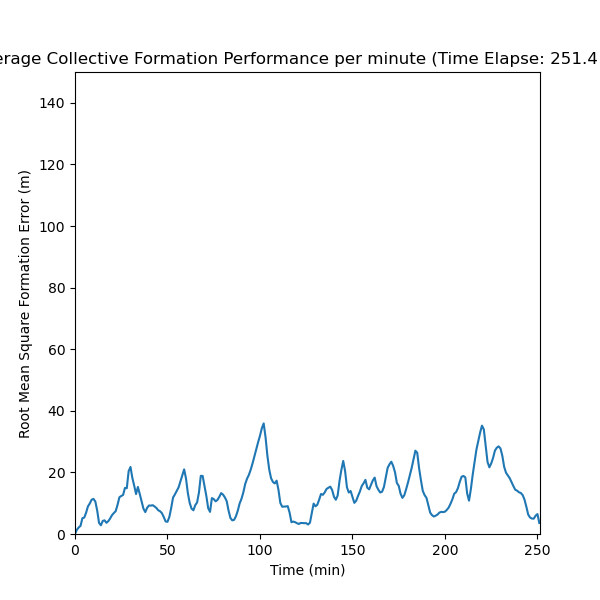 erage Collective Formation Performance per minute (Time Elapse: 251.4
140
120
100
80
60
40
20
0
Root Mean Square Formation Error (m)
0 50 100 150 200 250
Time (min)